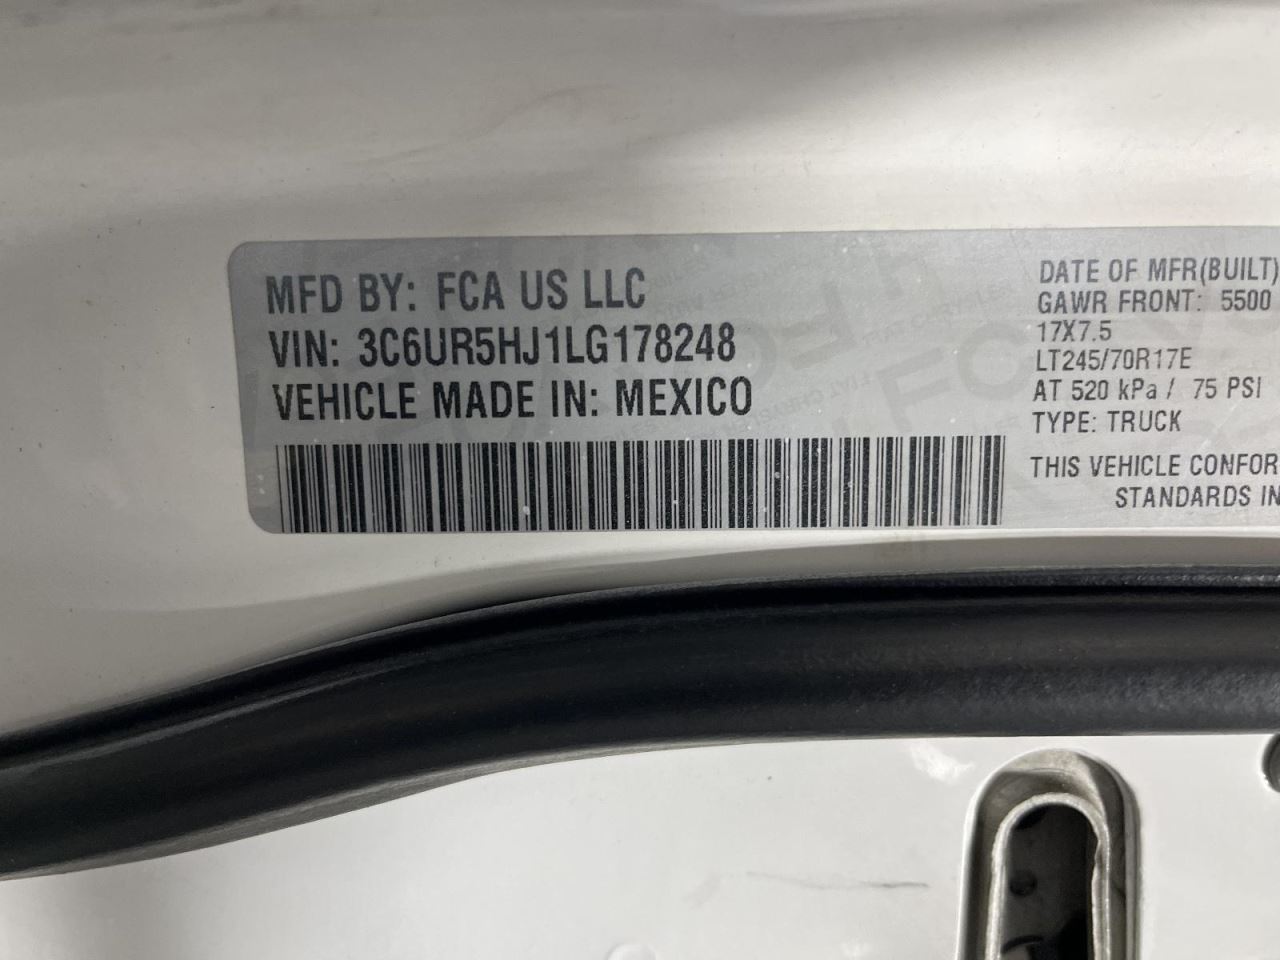 MFD BY: FCA US LLC
VIN: 3C6UR5HJ1LG178248
VEHICLE MADE IN: MEXICO
DATE OF MFR(BUILT)
GAWR FRONT: 5500
17X7.5
LT245/70R17E
AT 520 kPa / 75 PSI
TYPE: TRUCK
THIS VEHICLE CONFOR
STANDARDS IN